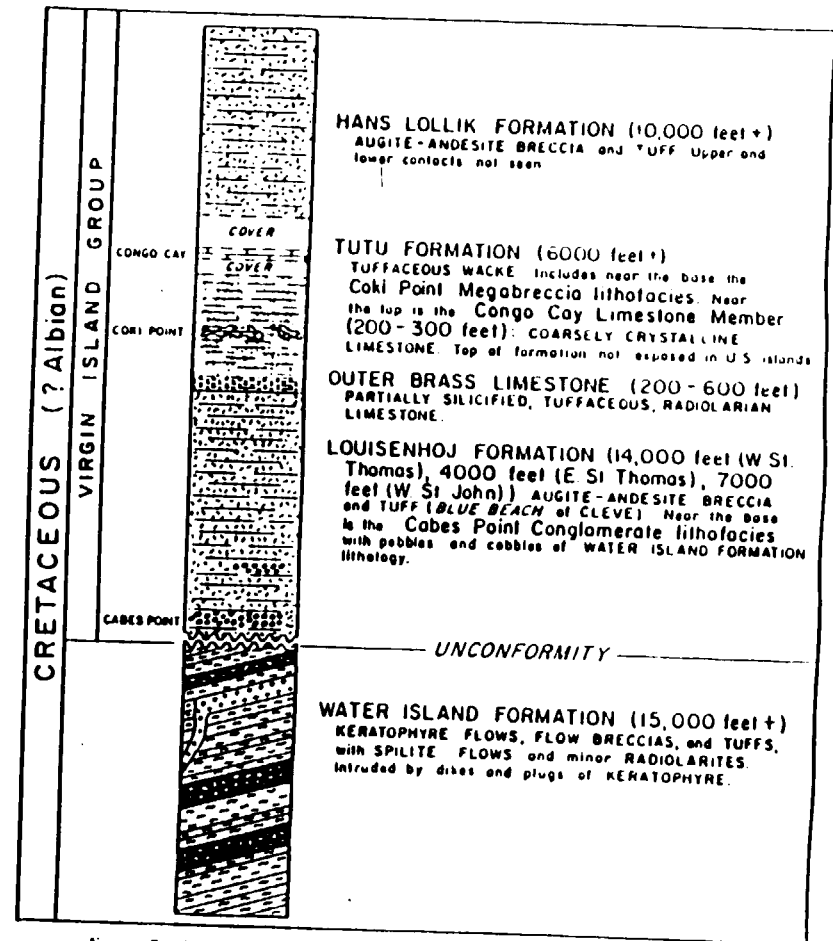 CRETACEOUS (? Albian)
VIRGIN ISLAND GROUP
CONGO CAY
COKI POINT
CABES POINT
COVER
COVER
HANS LOLLIK FORMATION (10,000 feet +)
AUGITE-ANDESITE BRECCIA and TUFF Upper and
lower contacts not seen
TUTU FORMATION (6000 feet +)
TUFFACEOUS WACKE Includes near the base the
Coki Point Megabreccia lithofacies. Near
the top is the Congo Cay Limestone Member
(200-300 feet): COARSELY CRYSTALLINE
LIMESTONE. Top of formation not exposed in U S islands
OUTER BRASS LIMESTONE (200-600 feet)
PARTIALLY SILICIFIED, TUFFACEOUS, RADIOLARIAN
LIMESTONE.
LOUISENHOJ FORMATION (14,000 feet (W St.
Thomas), 4000 feet (E. St Thomas), 7000
feet (W. St John)) AUGITE-ANDESITE BRECCIA
and TUFF (BLUE BEACH of CLEVE) Near the base
is the Cabes Point Conglomerate lithofacies
with pebbles and cobbles of WATER ISLAND FORMATION
lithology.
UNCONFORMITY
WATER ISLAND FORMATION (15,000 feet +)
KERATOPHYRE FLOWS, FLOW BRECCIAS, and TUFFS,
with SPILITE FLOWS and minor RADIOLARITES.
Intruded by dikes and plugs of KERATOPHYRE.